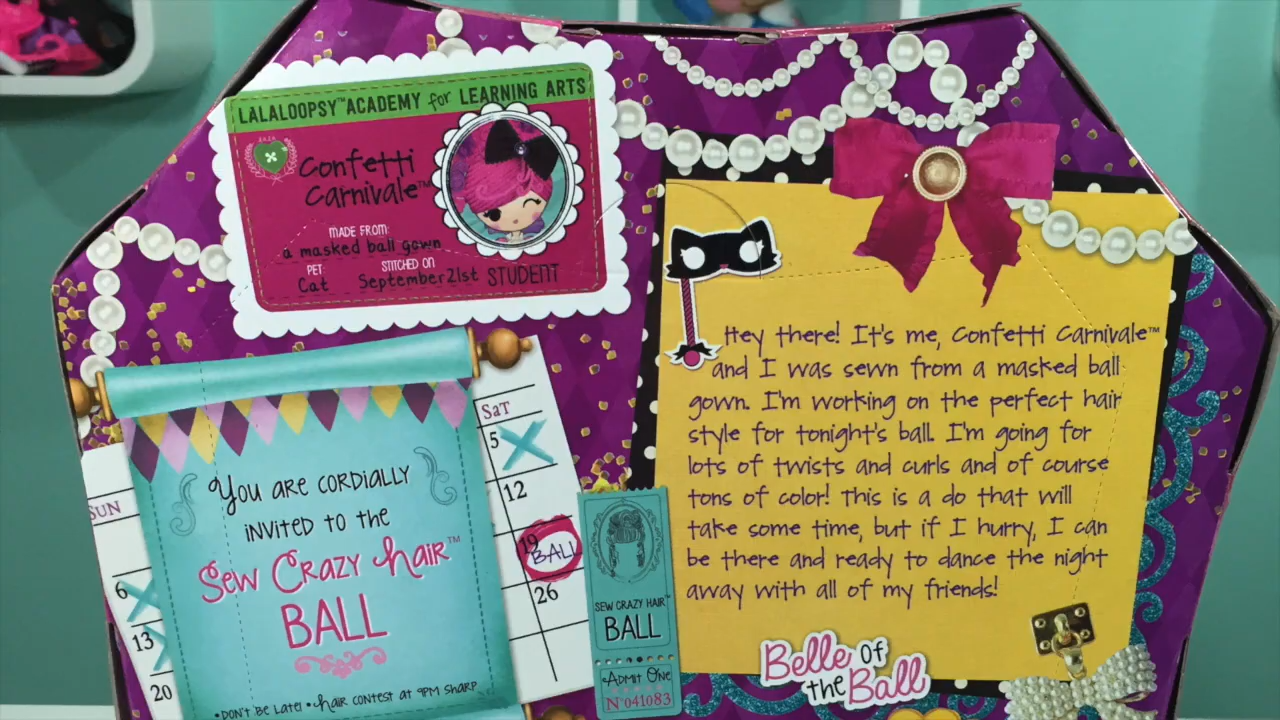 LALALOOPSY™ ACADEMY for LEARNING ARTS
Confetti
Carnivale™
MADE FROM:
a masked ball gown
PET: STITCHED ON
Cat September 21st STUDENT
Hey there! It's me, Confetti Carnivale™
and I was sewn from a masked ball
gown. I'm working on the perfect hair
style for tonight's ball. I'm going for
lots of twists and curls and of course
tons of color! This is a do that will
take some time, but if I hurry, I can
be there and ready to dance the night
away with all of my friends!
Belle of
the Ball
YOU ARE CORDIALLY
INVITED TO the
Sew Crazy Hair™
BALL
•DON'T BE LATE! •HAIR CONTEST AT 9PM SHARP
SUN
6
13
20
SAT
5
12
19
BALL
26
SEW CRAZY HAIR™
BALL
ADMIT ONE
Nº041083